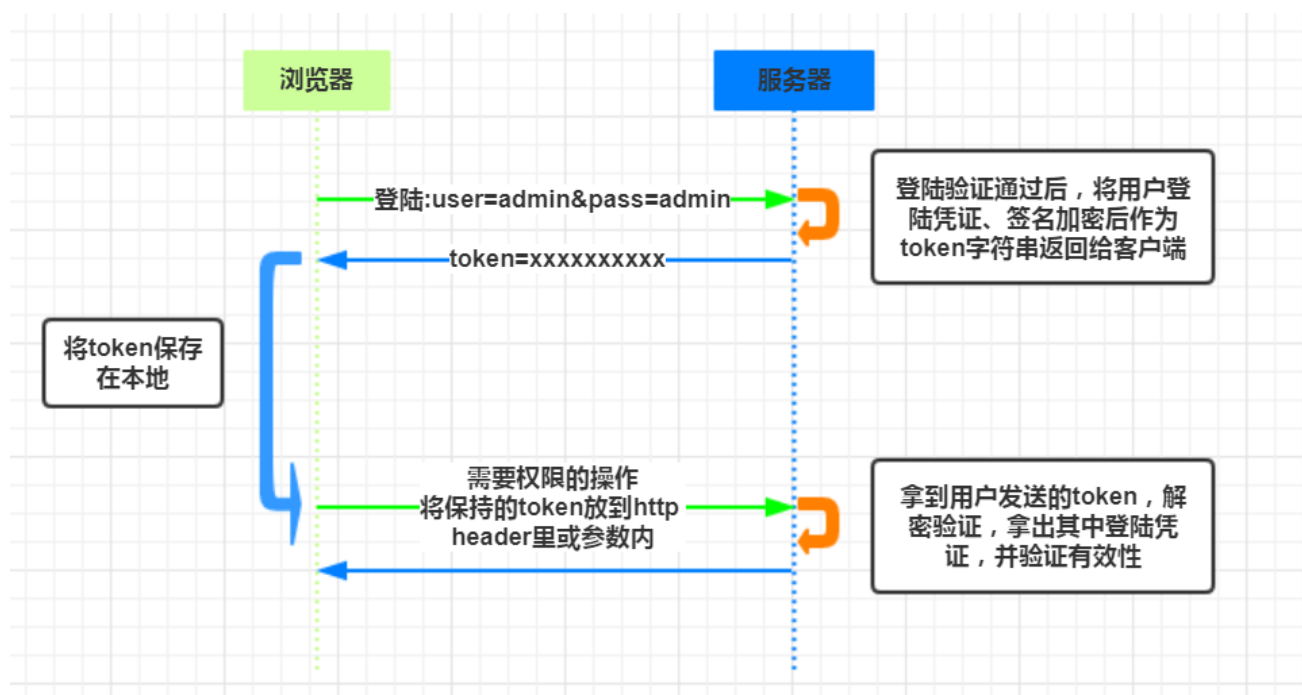 浏览器
服务器
登陆:user=admin&pass=admin
登陆验证通过后，将用户登
陆凭证、签名加密后作为
token字符串返回给客户端
token=xxxxxxxxxx
将token保存
在本地
需要权限的操作
将保持的token放到http
header里或参数内
拿到用户发送的token，解
密验证，拿出其中登陆凭
证，并验证有效性